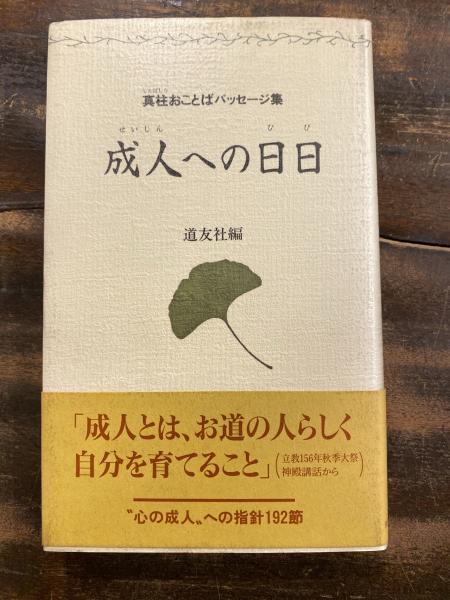 しんばしら
真柱おことばパッセージ集
せいじん ひび
成人への日日
道友社編
「成人とは、お道の人らしく
自分を育てること」
(立教156年秋季大祭
神殿講話から)
〝心の成人〟への指針192節